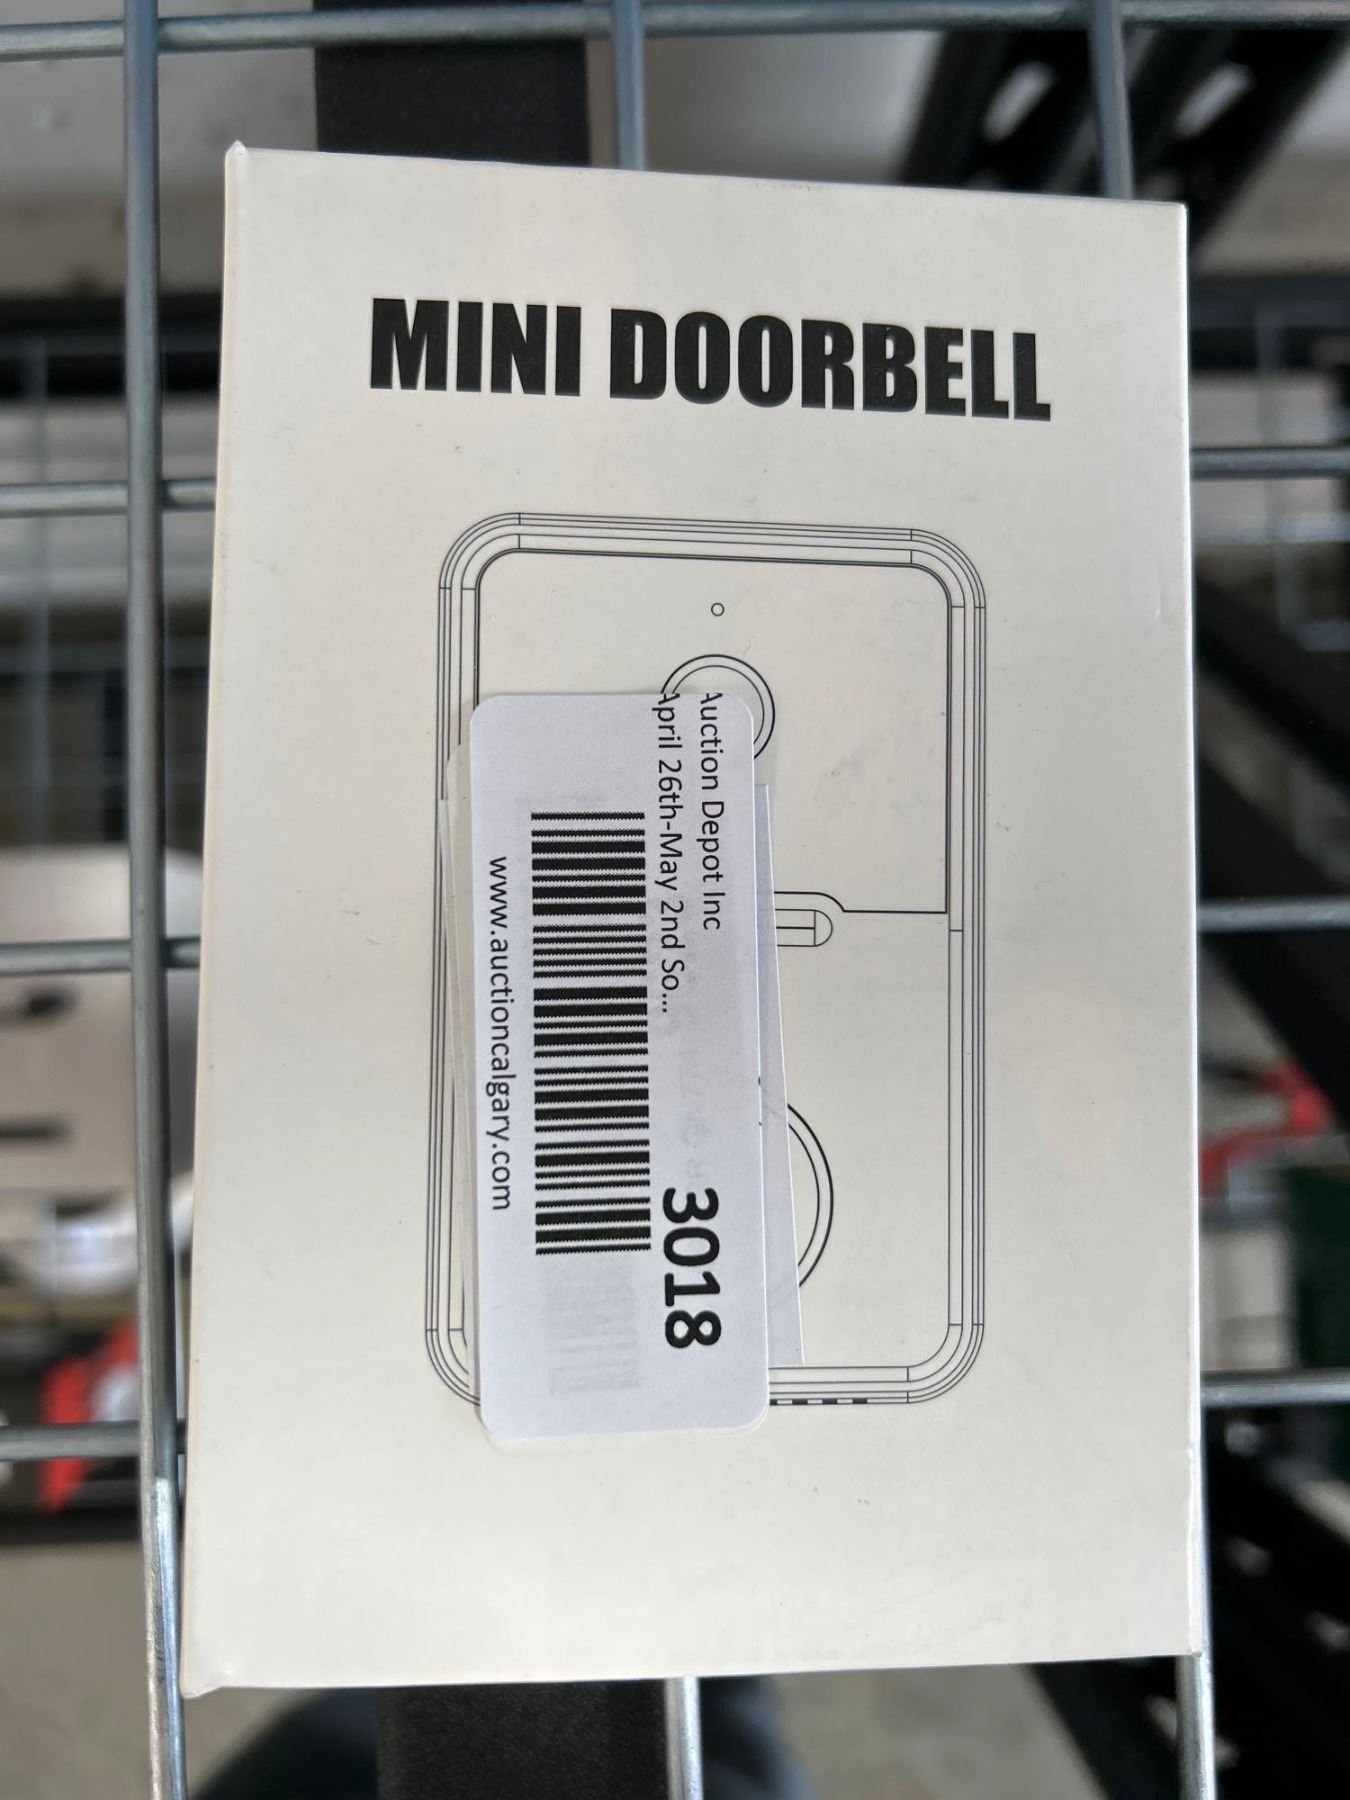 MINI DOORBELL
Auction Depot Inc
April 26th-May 2nd So...
3018
www.auctioncalgary.com